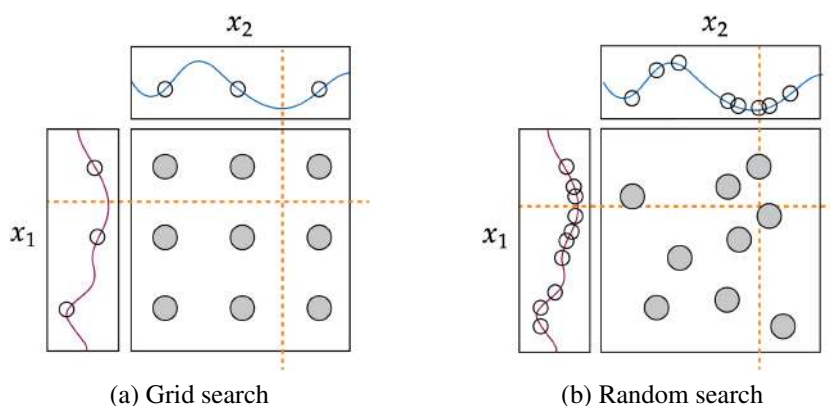 x₂
x₁
(a) Grid search
x₂
x₁
(b) Random search